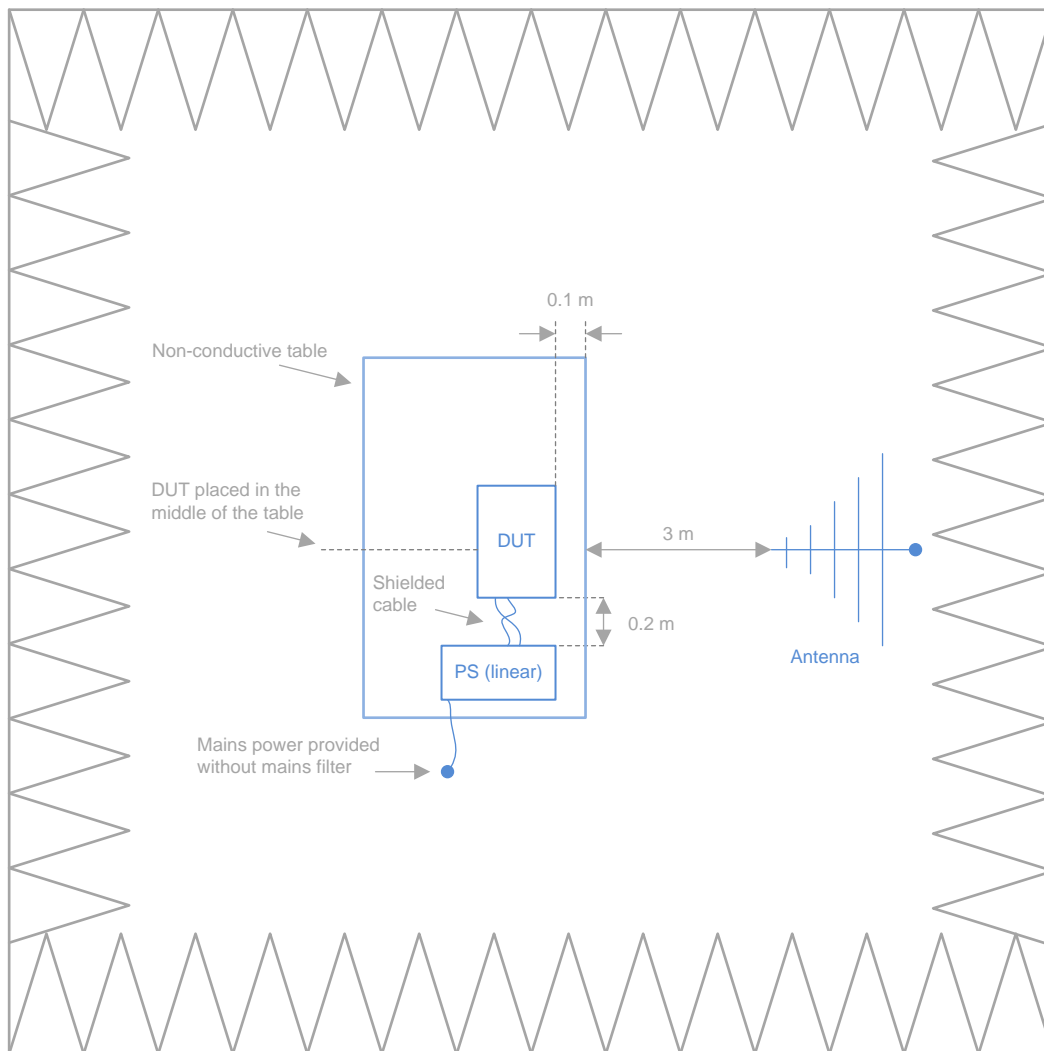 0.1 m
Non-conductive table
DUT placed in the
middle of the table
DUT
3 m
Shielded
cable
0.2 m
PS (linear)
Antenna
Mains power provided
without mains filter